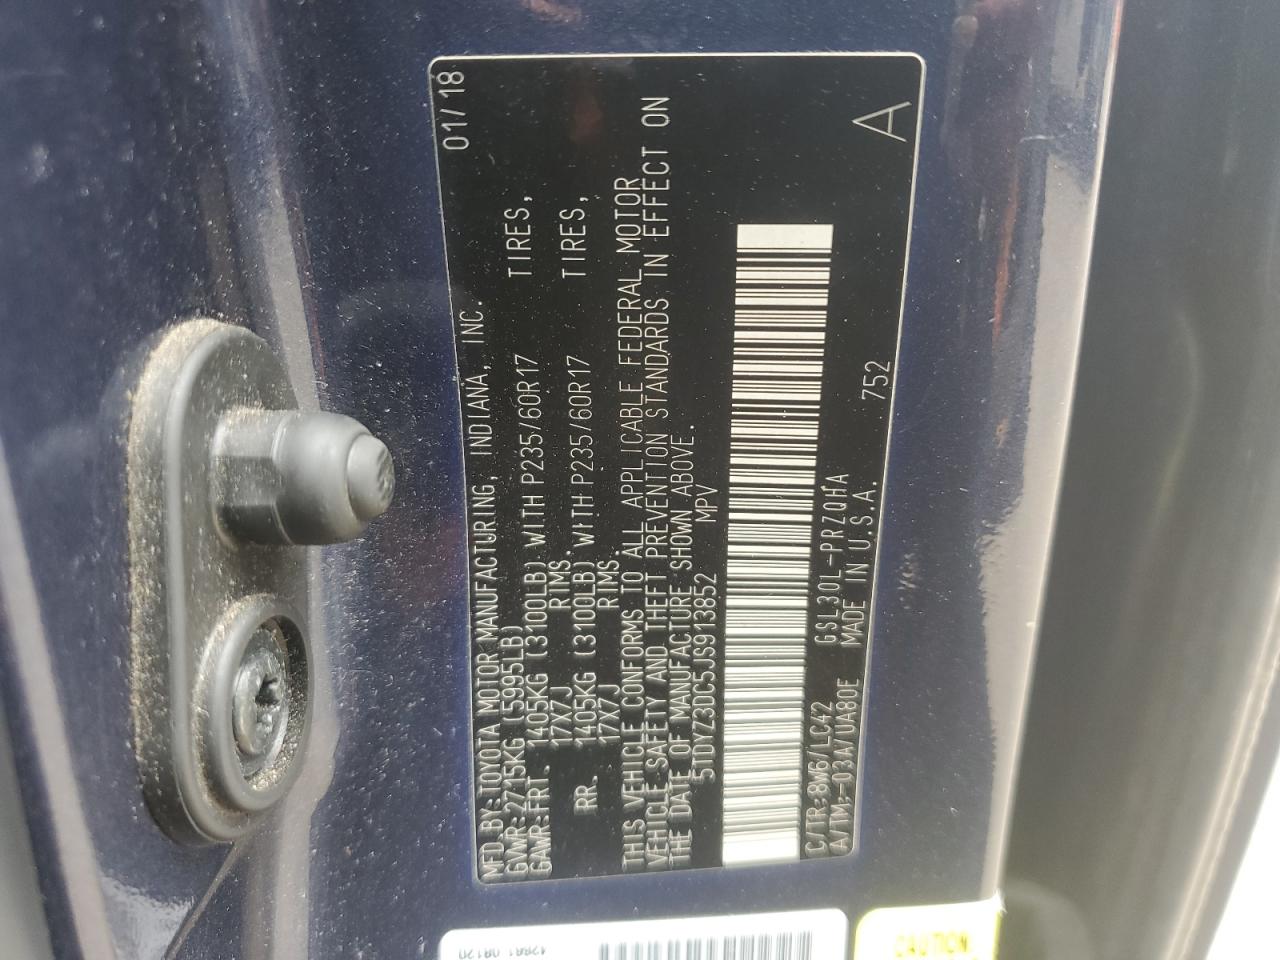 MFD.BY:TOYOTA MOTOR MANUFACTURING, INDIANA, INC. 01/18
GVWR:2715KG (5995LB)
GAWR:FRT. 1405KG (3100LB) WITH P235/60R17 TIRES,
17X7J RIMS.
RR. 1405KG (3100LB) WITH P235/60R17 TIRES,
17X7J RIMS.
THIS VEHICLE CONFORMS TO ALL APPLICABLE FEDERAL MOTOR
VEHICLE SAFETY AND THEFT PREVENTION STANDARDS IN EFFECT ON
THE DATE OF MANUFACTURE SHOWN ABOVE.
5TDYZ3DC5JS913852 MPV
C/TR:8W6/LC42 GSL30L-PRZQHA 752
A/TM:-03A/UA80E MADE IN U.S.A.
A
CAUTION